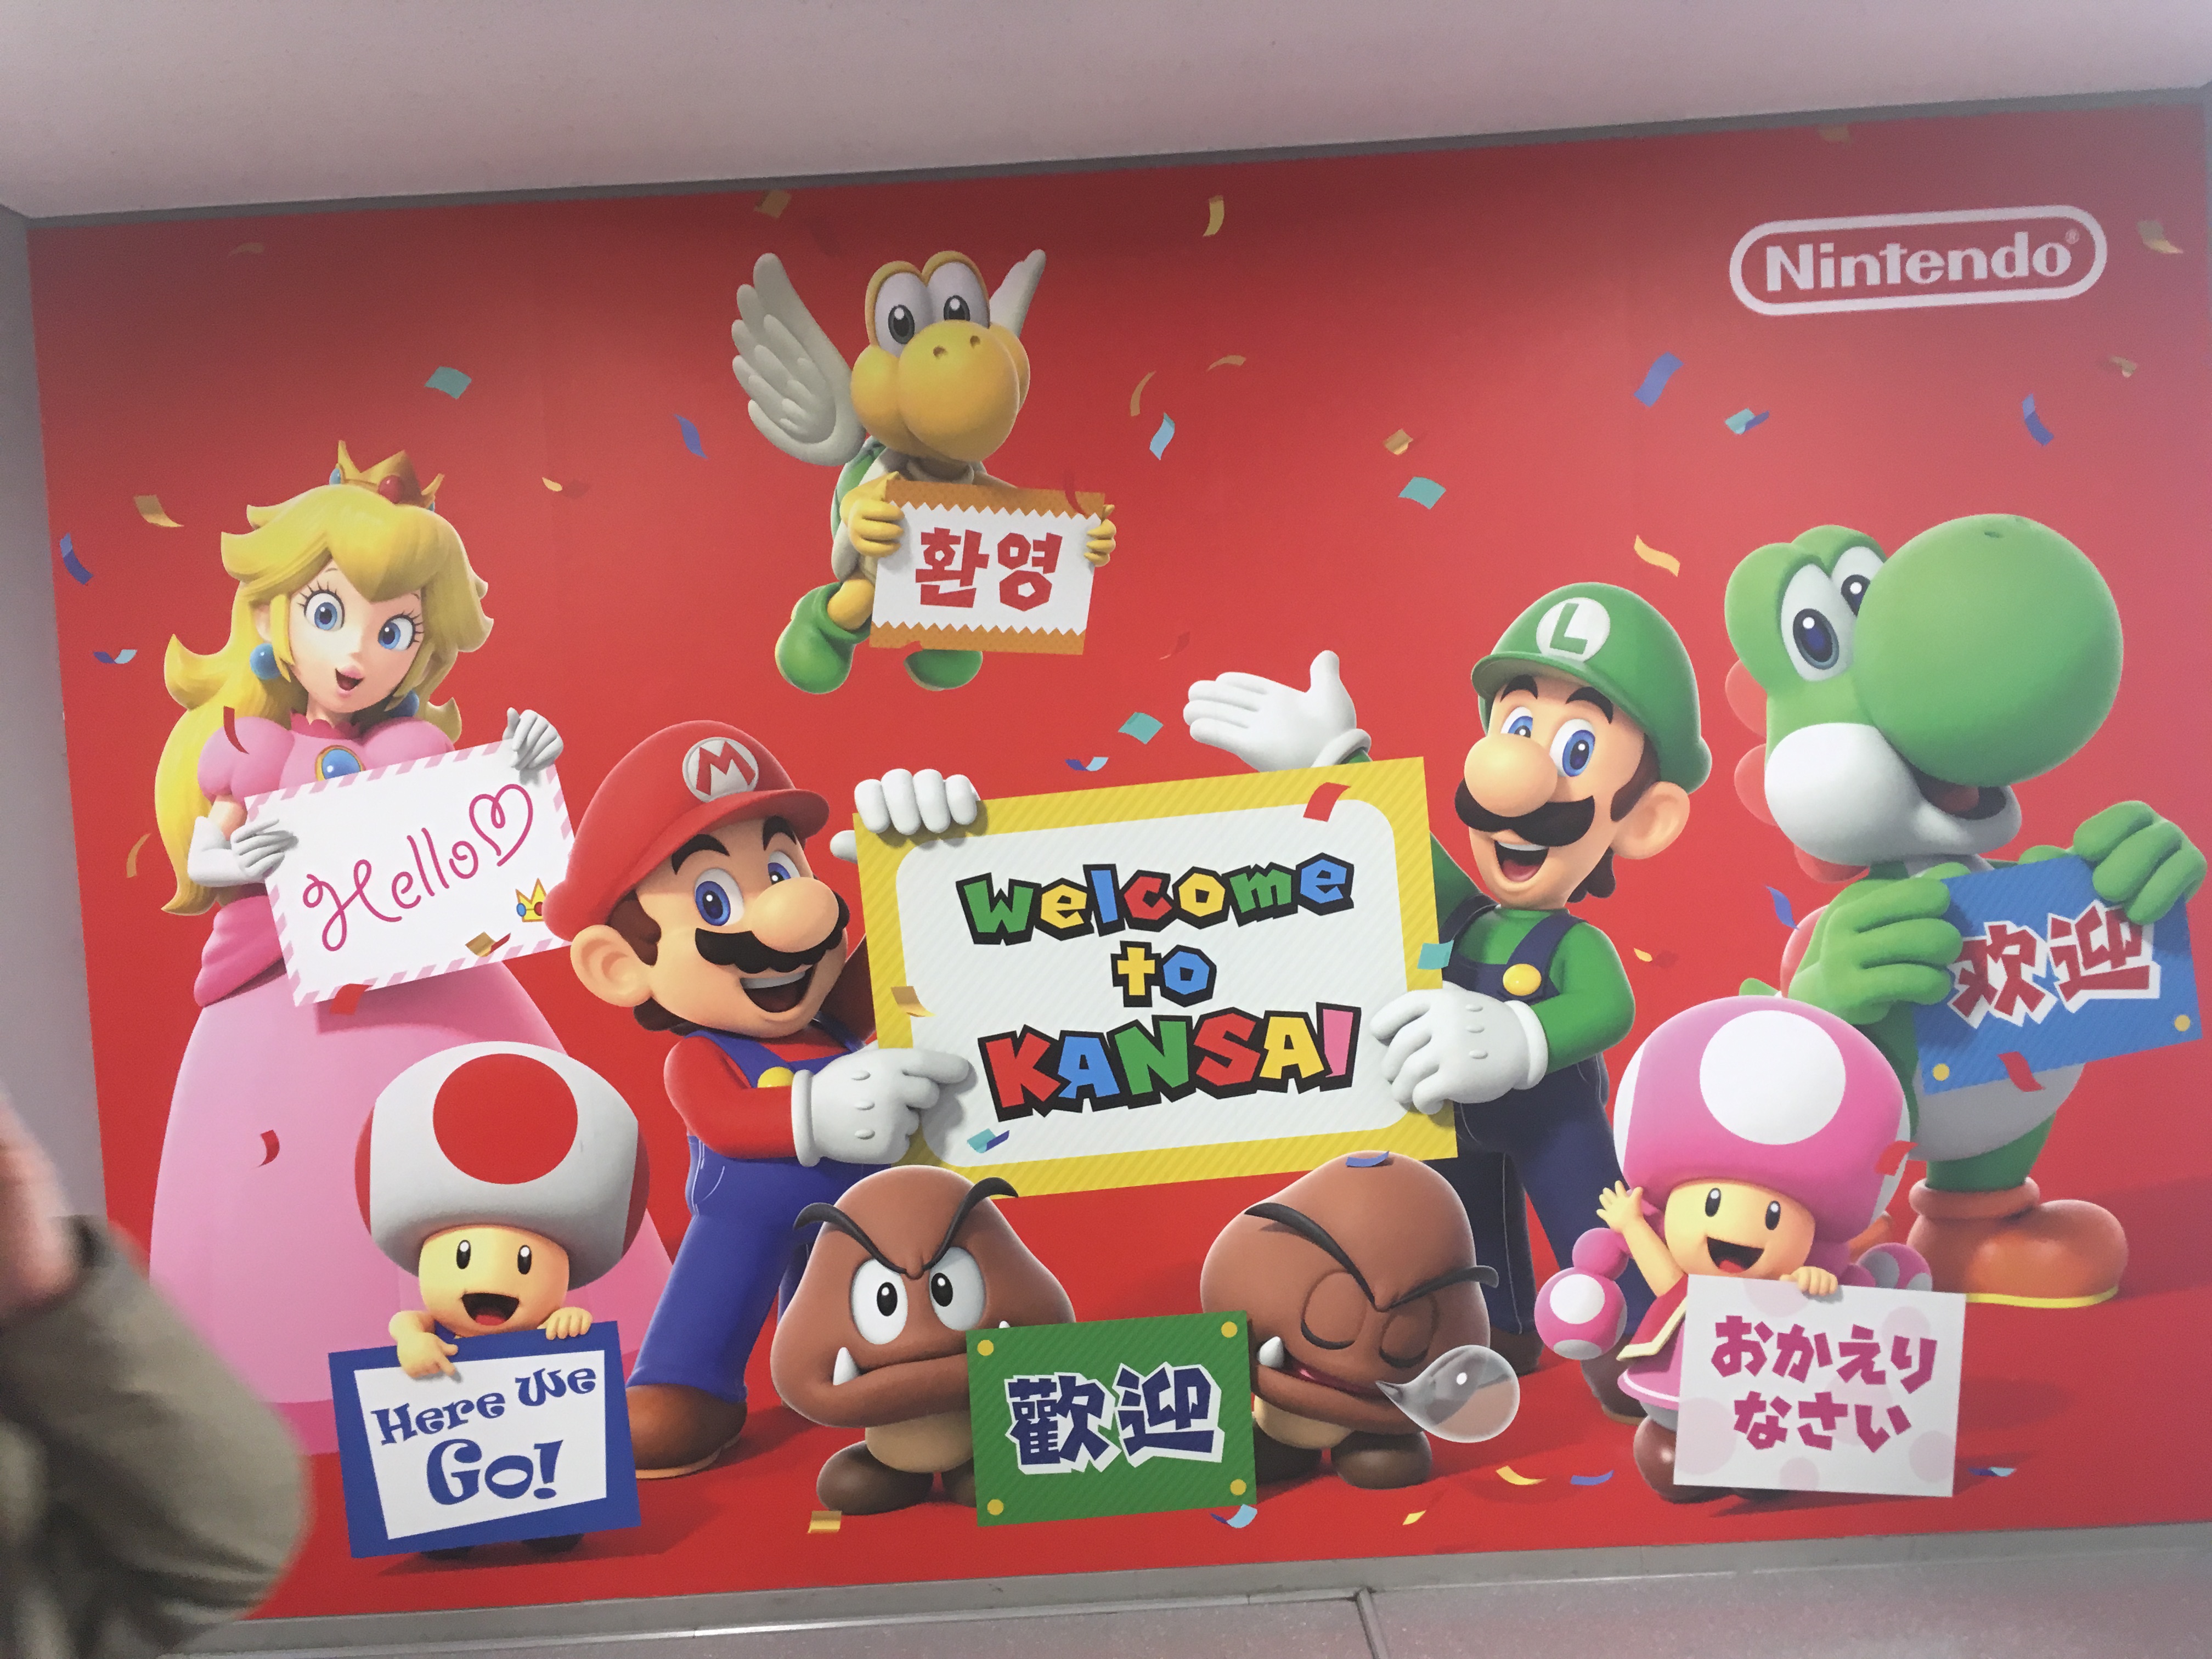 Nintendo®
환영
L
M
Hello♡
Welcome
to
KANSAI
欢迎
Here We
Go!
歡迎
おかえり
なさい